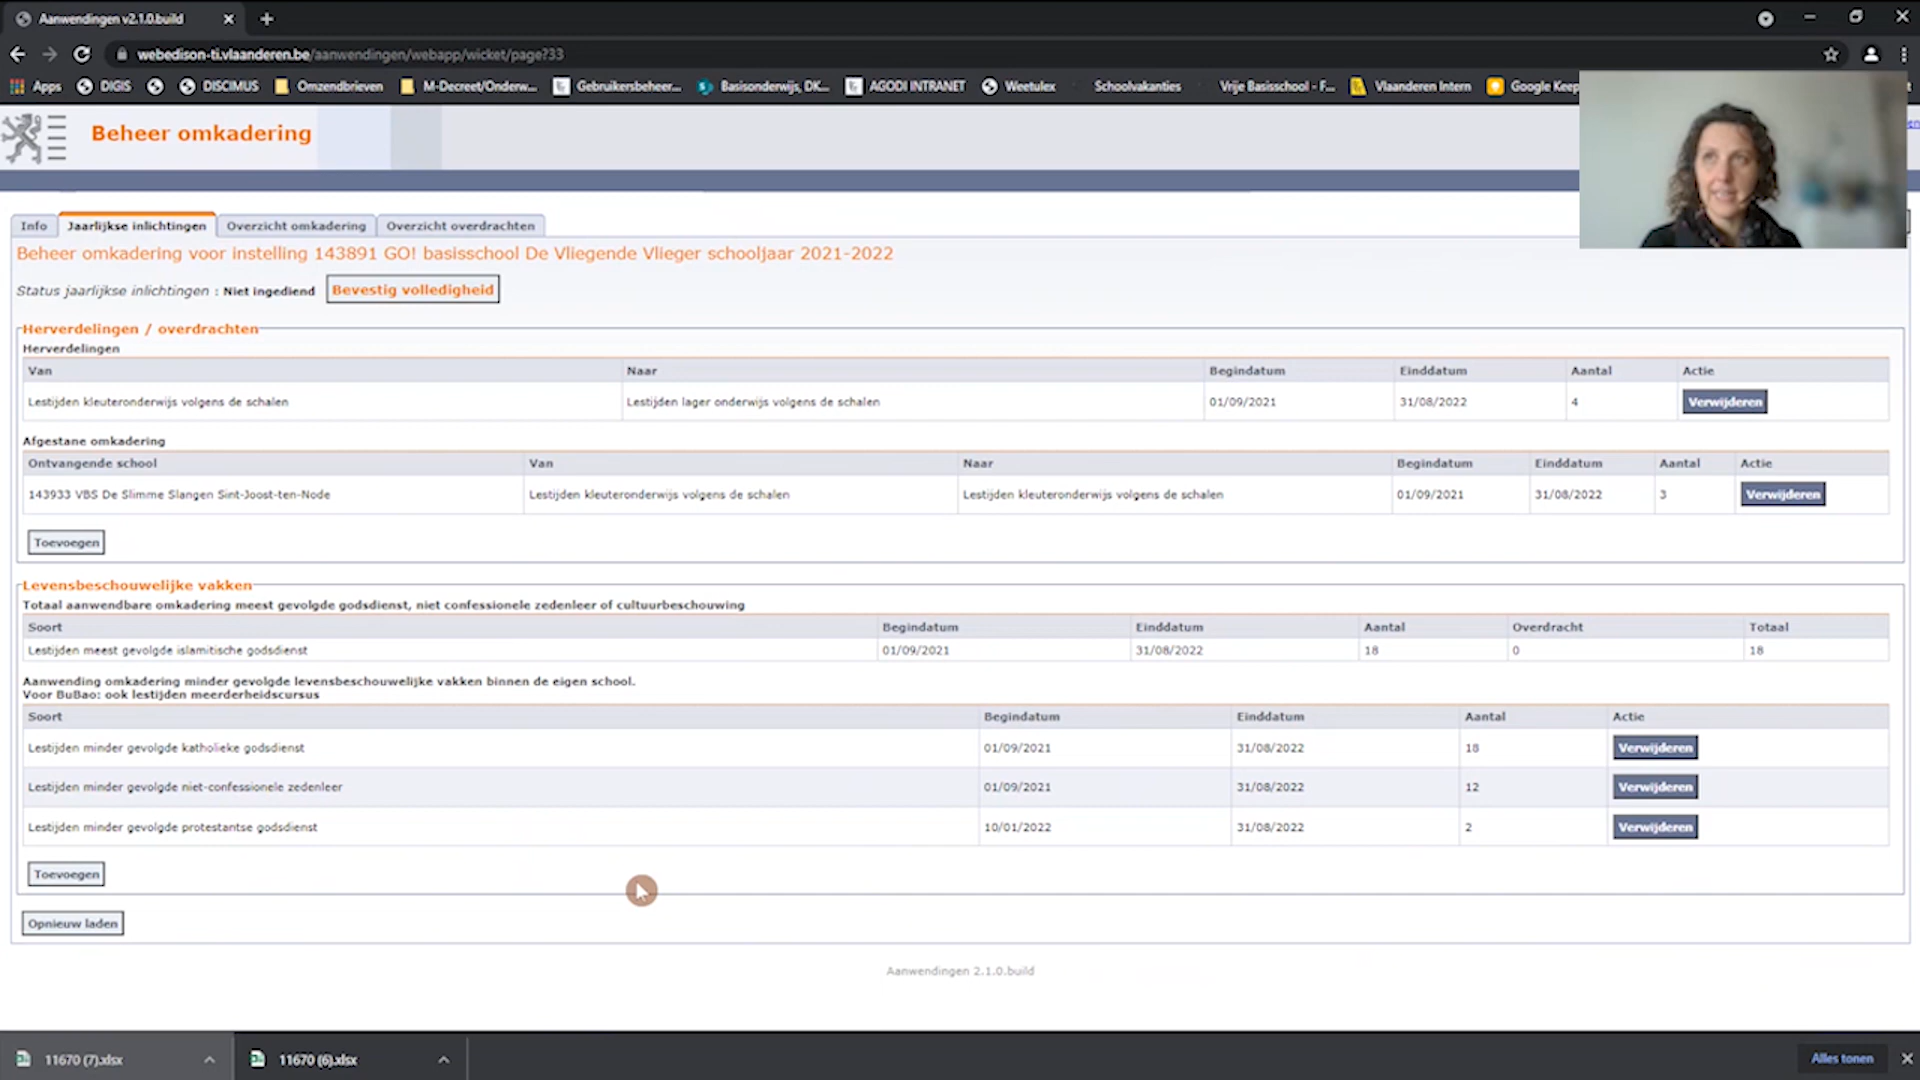 Aanwendingen v2.1.0.build
webedison-ti.vlaanderen.be/aanwendingen/webapp/wicket/page?33
Apps DIGIS DISCIMUS Omzendbrieven M-Decreet/Onderw... Gebruikersbeheer... Basisonderwijs, DK... AGODI INTRANET Weetulex Schoolvakanties Vrije Basisschool - F... Vlaanderen Intern Google Keep
Beheer omkadering
Info Jaarlijkse inlichtingen Overzicht omkadering Overzicht overdrachten
Beheer omkadering voor instelling 143891 GO! basisschool De Vliegende Vlieger schooljaar 2021-2022
Status jaarlijkse inlichtingen : Niet ingediend Bevestig volledigheid
Herverdelingen / overdrachten
Herverdelingen
Van Naar Begindatum Einddatum Aantal Actie
Lestijden kleuteronderwijs volgens de schalen Lestijden lager onderwijs volgens de schalen 01/09/2021 31/08/2022 4 Verwijderen
Afgestane omkadering
Ontvangende school Van Naar Begindatum Einddatum Aantal Actie
143933 VBS De Slimme Slangen Sint-Joost-ten-Node Lestijden kleuteronderwijs volgens de schalen Lestijden kleuteronderwijs volgens de schalen 01/09/2021 31/08/2022 3 Verwijderen
Toevoegen
Levensbeschouwelijke vakken
Totaal aanwendbare omkadering meest gevolgde godsdienst, niet confessionele zedenleer of cultuurbeschouwing
Soort Begindatum Einddatum Aantal Overdracht Totaal
Lestijden meest gevolgde islamitische godsdienst 01/09/2021 31/08/2022 18 0 18
Aanwending omkadering minder gevolgde levensbeschouwelijke vakken binnen de eigen school.
Voor BuBao: ook lestijden meerderheidscursus
Soort Begindatum Einddatum Aantal Actie
Lestijden minder gevolgde katholieke godsdienst 01/09/2021 31/08/2022 18 Verwijderen
Lestijden minder gevolgde niet-confessionele zedenleer 01/09/2021 31/08/2022 12 Verwijderen
Lestijden minder gevolgde protestantse godsdienst 10/01/2022 31/08/2022 2 Verwijderen
Toevoegen
Opnieuw laden
Aanwendingen 2.1.0.build
11670 (7).xlsx 11670 (6).xlsx Alles tonen